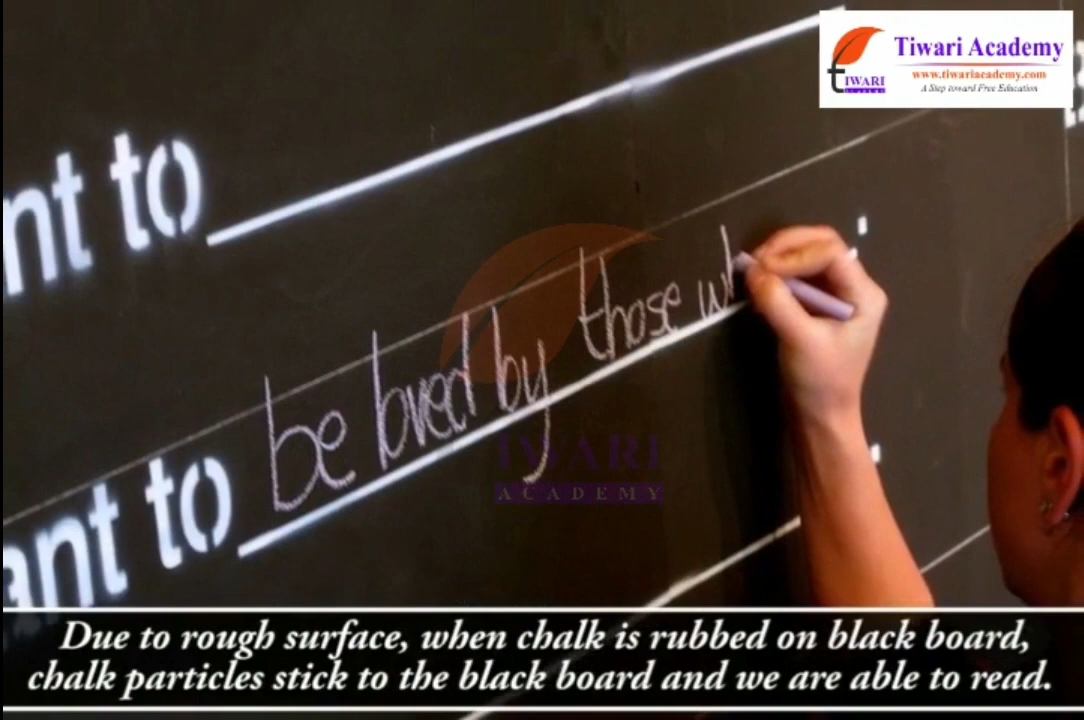 Tiwari Academy
www.tiwariacademy.com
A Step toward Free Education
TIWARI
ACADEMY
nt to
be loved by those wh
ant to
TIWARI
ACADEMY
Due to rough surface, when chalk is rubbed on black board,
chalk particles stick to the black board and we are able to read.